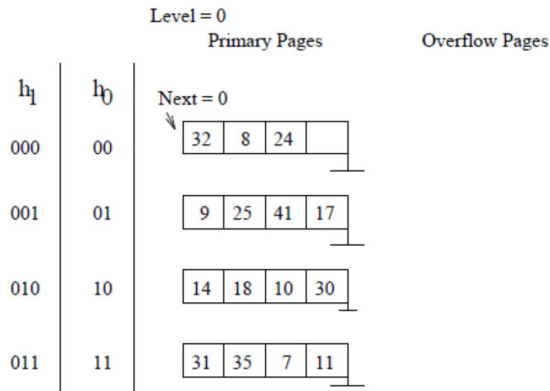 Level = 0
Primary Pages Overflow Pages
h1 h0 Next = 0
000 00 32 8 24
001 01 9 25 41 17
010 10 14 18 10 30
011 11 31 35 7 11